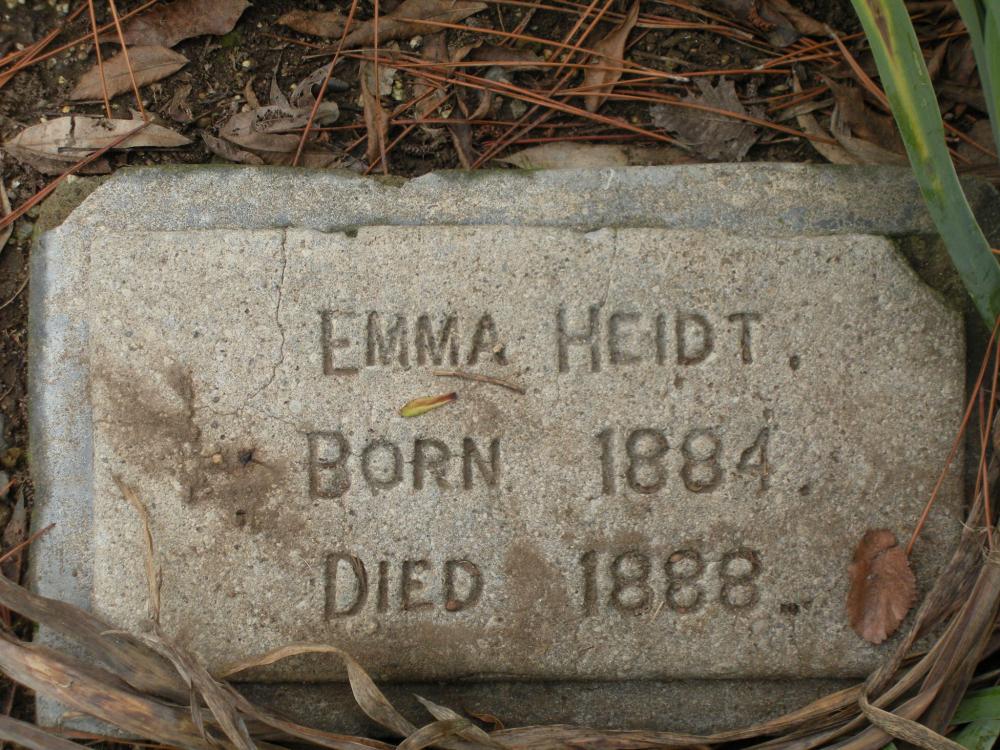 EMMA HEIDT.
BORN 1884.
DIED 1888.